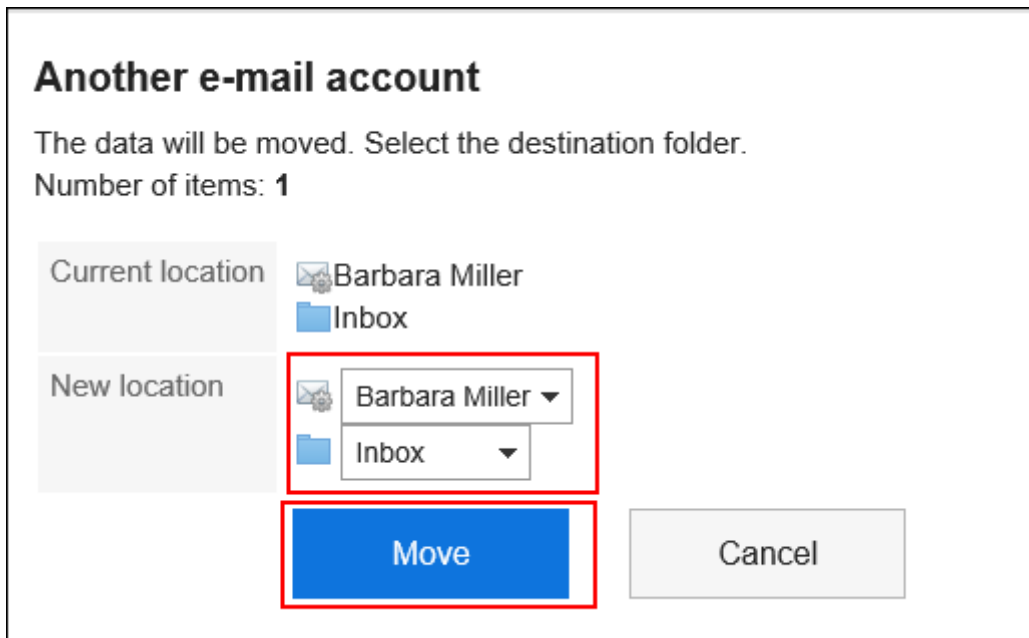 Another e-mail account
The data will be moved. Select the destination folder.
Number of items: 1
Current location
Barbara Miller
Inbox
New location
Barbara Miller
Inbox
Move
Cancel